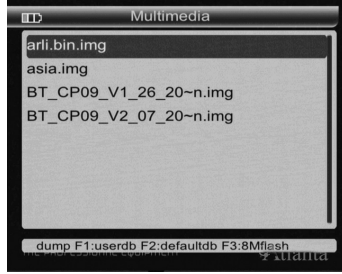 Multimedia
arli.bin.img
asia.img
BT_CP09_V1_26_20~n.img
BT_CP09_V2_07_20~n.img
dump F1:userdb F2:defaultdb F3:8Mflash